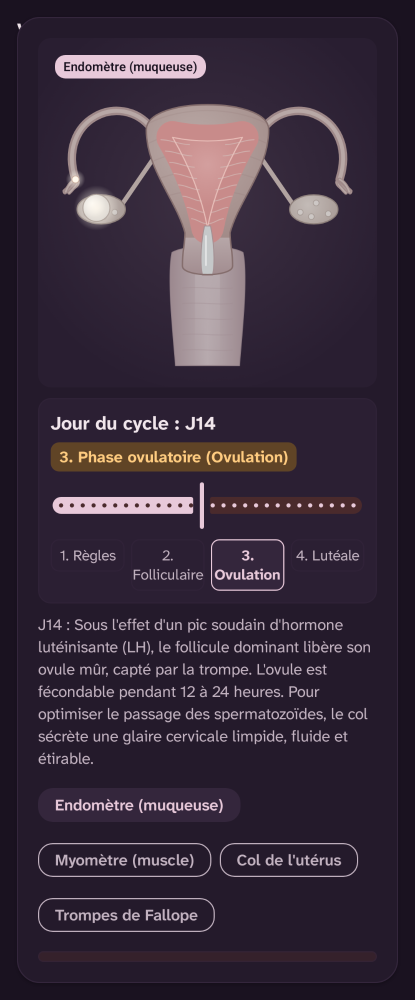 Endomètre (muqueuse)
Jour du cycle : J14
3. Phase ovulatoire (Ovulation)
1. Règles
2. Folliculaire
3. Ovulation
4. Lutéale
J14 : Sous l'effet d'un pic soudain d'hormone
lutéinisante (LH), le follicule dominant libère son
ovule mûr, capté par la trompe. L'ovule est
fécondable pendant 12 à 24 heures. Pour
optimiser le passage des spermatozoïdes, le col
sécrète une glaire cervicale limpide, fluide et
étirable.
Endomètre (muqueuse)
Myomètre (muscle)
Col de l'utérus
Trompes de Fallope